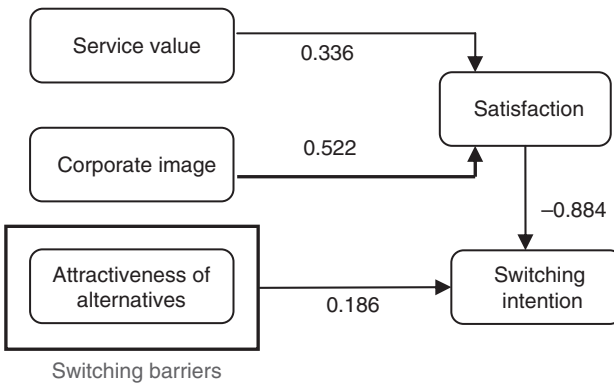 Service value
0.336
Satisfaction
Corporate image
0.522
–0.884
Attractiveness of
alternatives
0.186
Switching
intention
Switching barriers